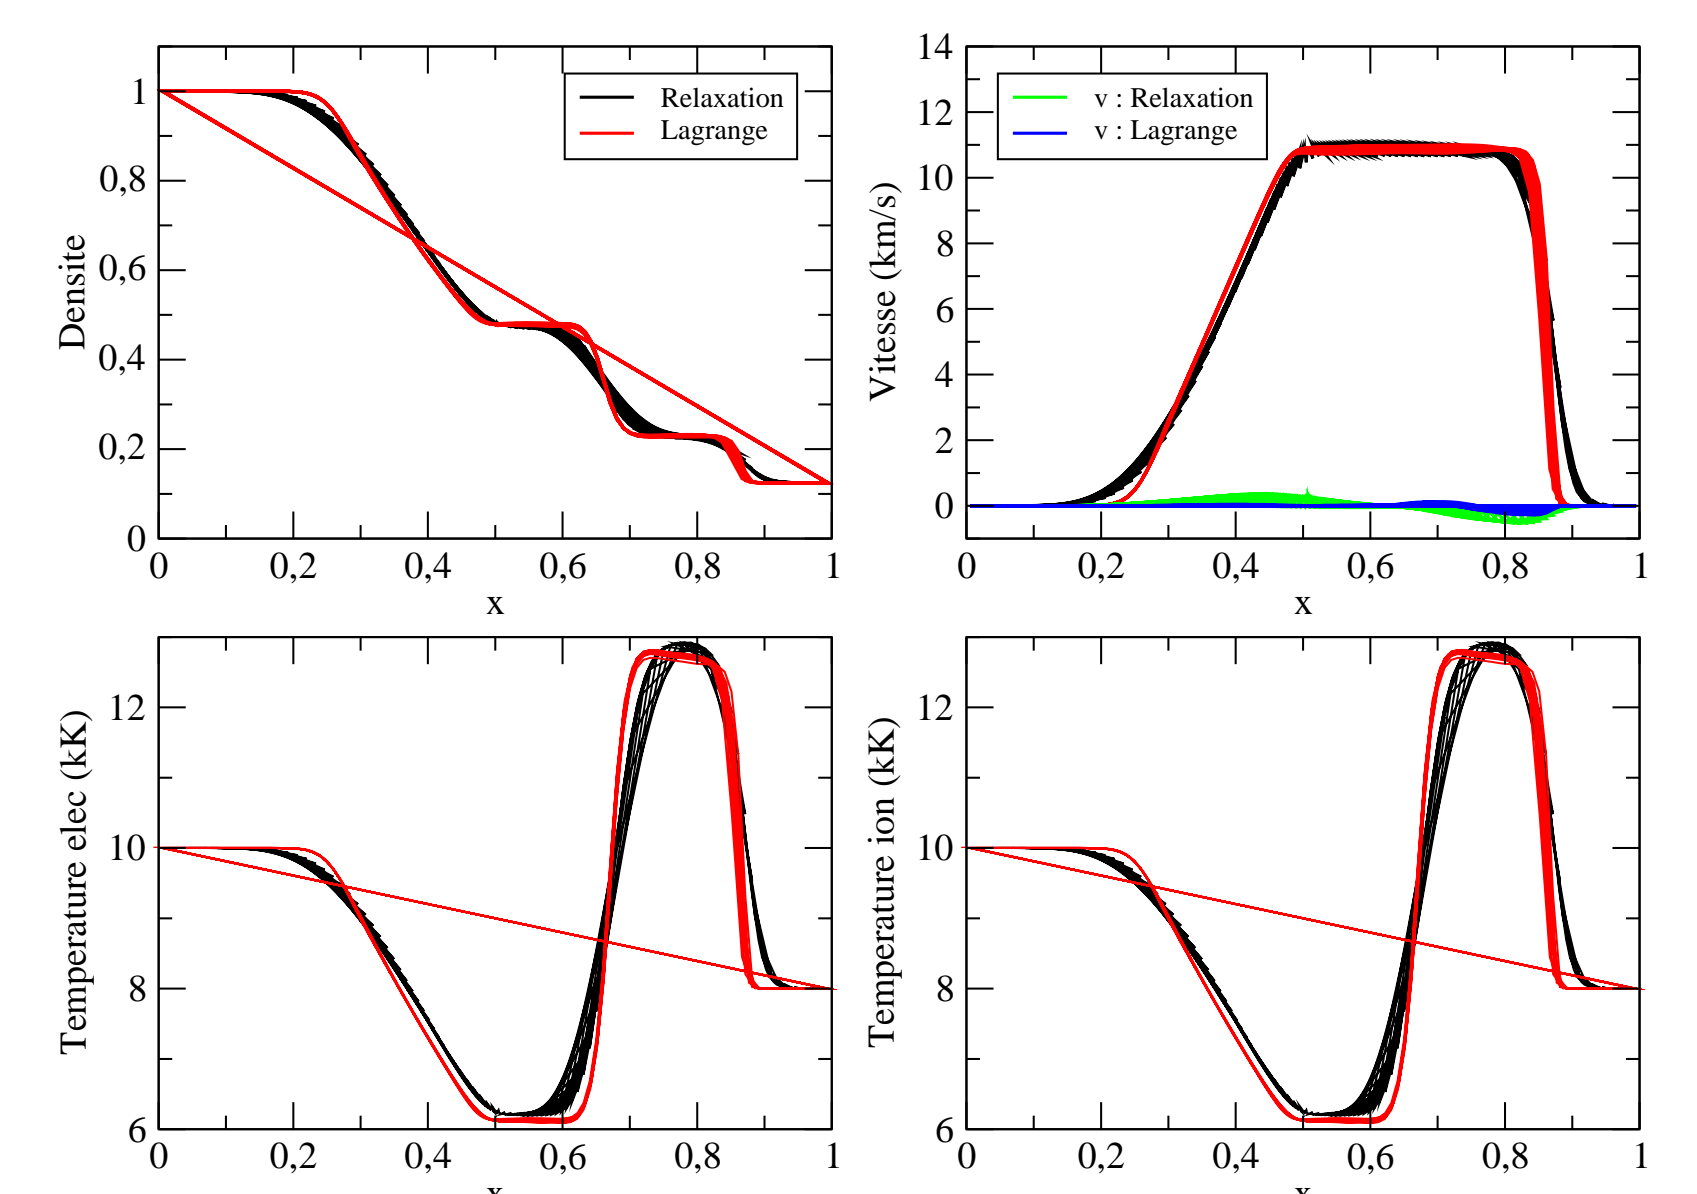 Densite
1
0,8
0,6
0,4
0,2
0
Relaxation
Lagrange
0 0,2 0,4 0,6 0,8 1
x
Vitesse (km/s)
14
12
10
8
6
4
2
0
v : Relaxation
v : Lagrange
0 0,2 0,4 0,6 0,8 1
x
Temperature elec (kK)
12
10
8
6
0 0,2 0,4 0,6 0,8 1
x
Temperature ion (kK)
12
10
8
6
0 0,2 0,4 0,6 0,8 1
x